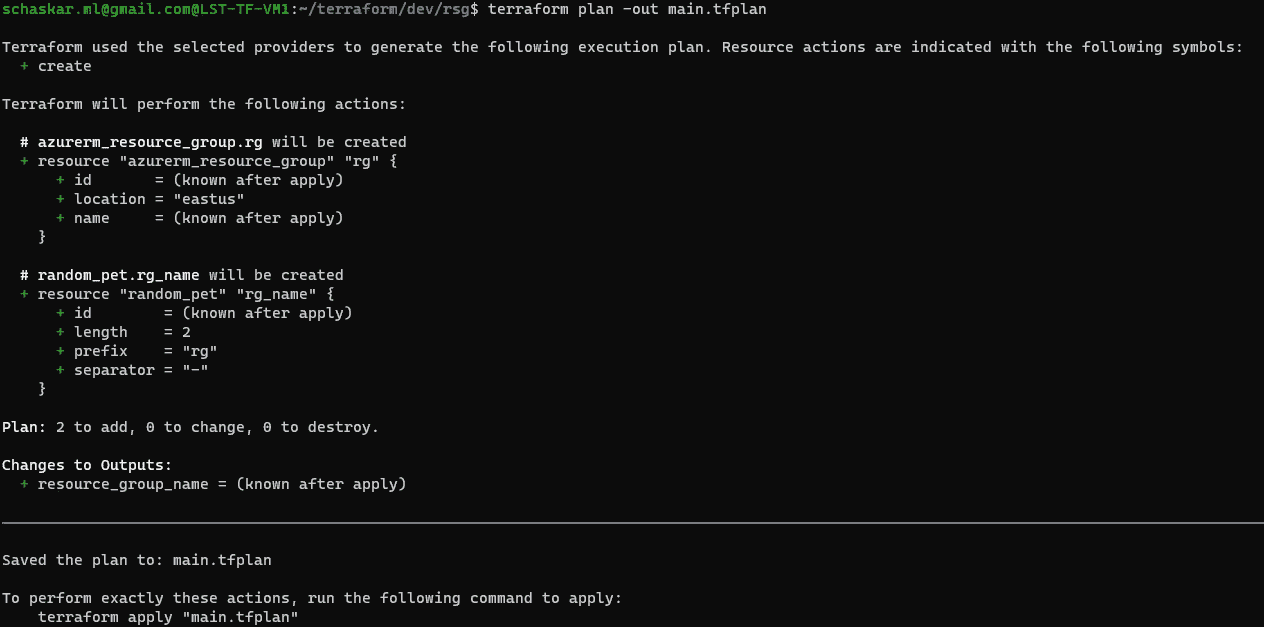 schaskar.ml@gmail.com@LST-TF-VM1:~/terraform/dev/rsg$ terraform plan -out main.tfplan
Terraform used the selected providers to generate the following execution plan. Resource actions are indicated with the following symbols:
  + create
Terraform will perform the following actions:
  # azurerm_resource_group.rg will be created
  + resource "azurerm_resource_group" "rg" {
      + id       = (known after apply)
      + location = "eastus"
      + name     = (known after apply)
    }
  # random_pet.rg_name will be created
  + resource "random_pet" "rg_name" {
      + id        = (known after apply)
      + length    = 2
      + prefix    = "rg"
      + separator = "-"
    }
Plan: 2 to add, 0 to change, 0 to destroy.
Changes to Outputs:
  + resource_group_name = (known after apply)
Saved the plan to: main.tfplan
To perform exactly these actions, run the following command to apply:
    terraform apply "main.tfplan"